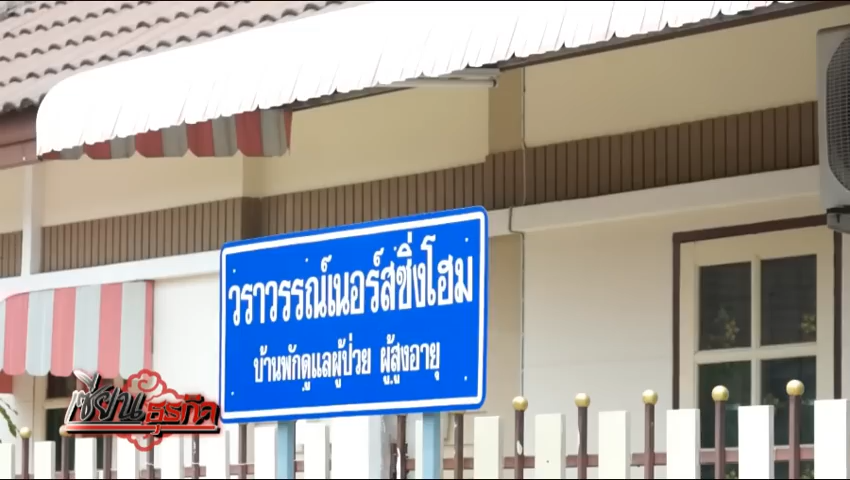 วราวรรณ์เนอร์สซิ่งโฮม
บ้านพักดูแลผู้ป่วย ผู้สูงอายุ
เซียนธุรกิจ